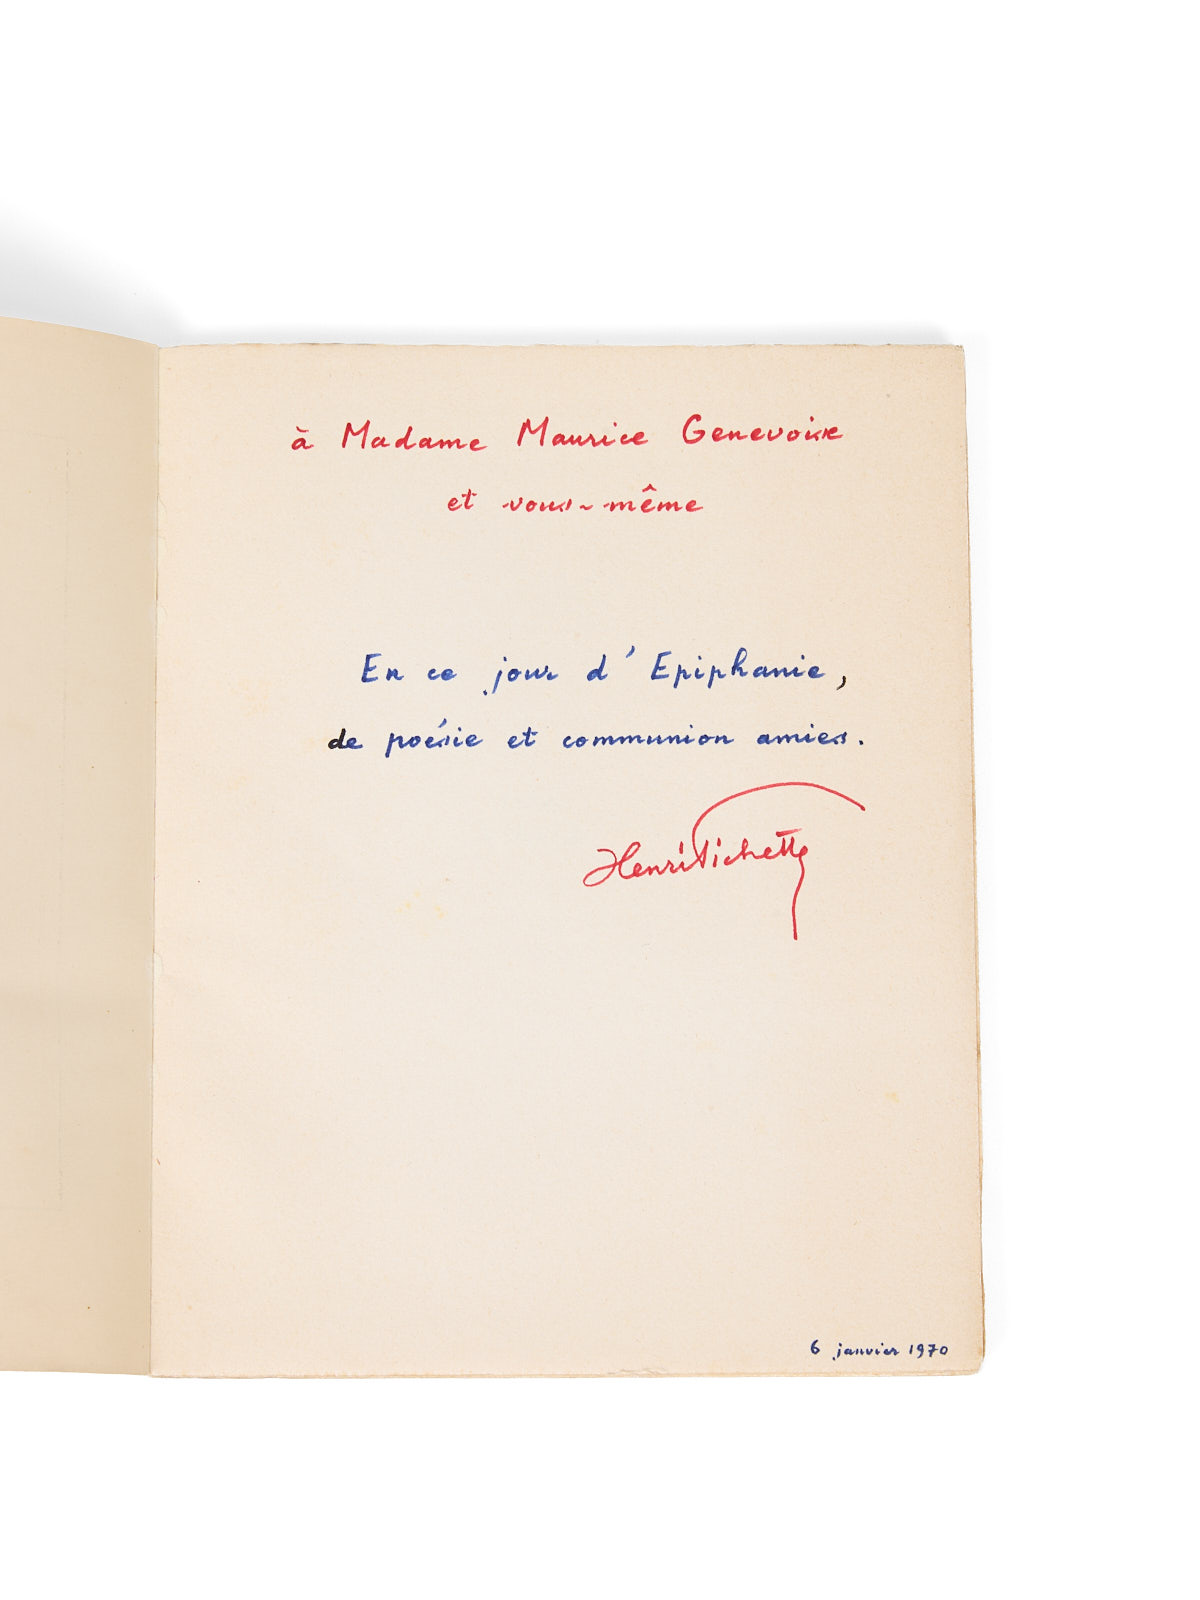 à Madame Maurice Genevoix
et vous-même
En ce jour d'Epiphanie,
de poésie et communion amies.
Henri Pichette
6 janvier 1970